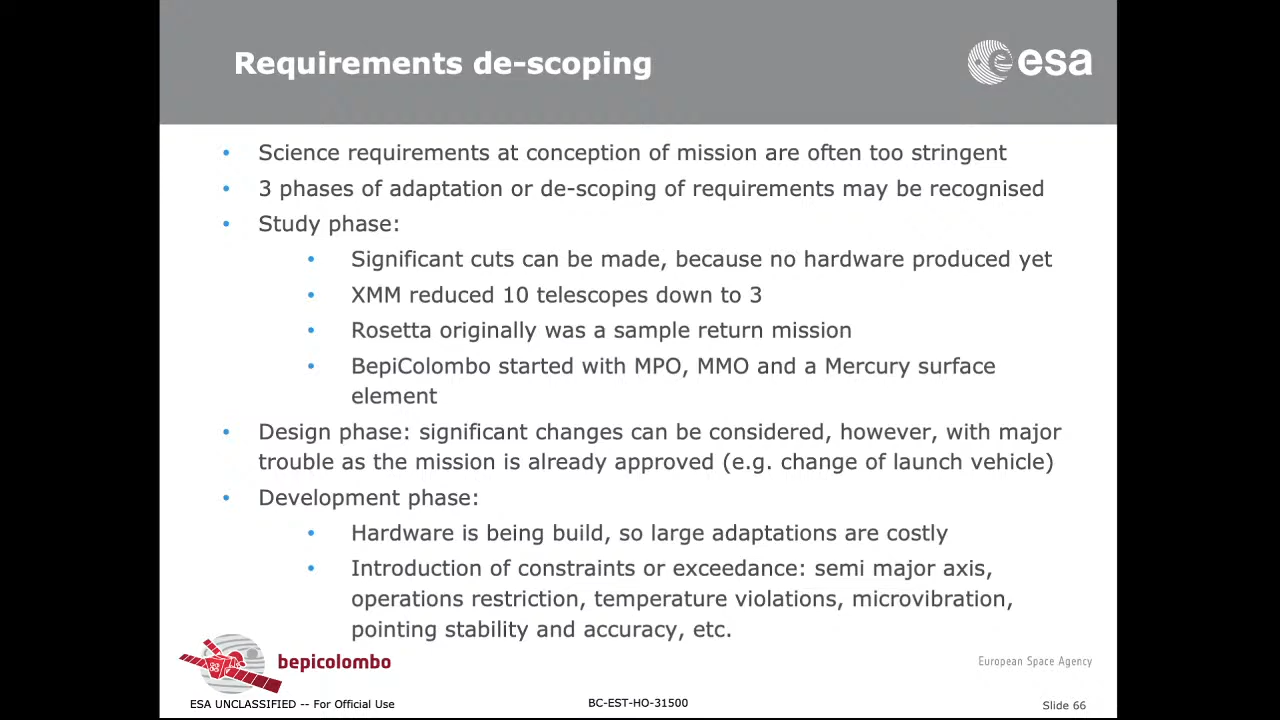 Requirements de-scoping
esa
• Science requirements at conception of mission are often too stringent
• 3 phases of adaptation or de-scoping of requirements may be recognised
• Study phase:
• Significant cuts can be made, because no hardware produced yet
• XMM reduced 10 telescopes down to 3
• Rosetta originally was a sample return mission
• BepiColombo started with MPO, MMO and a Mercury surface
element
• Design phase: significant changes can be considered, however, with major
trouble as the mission is already approved (e.g. change of launch vehicle)
• Development phase:
• Hardware is being build, so large adaptations are costly
• Introduction of constraints or exceedance: semi major axis,
operations restriction, temperature violations, microvibration,
pointing stability and accuracy, etc.
bepicolombo
European Space Agency
ESA UNCLASSIFIED -- For Official Use
BC-EST-HO-31500
Slide 66